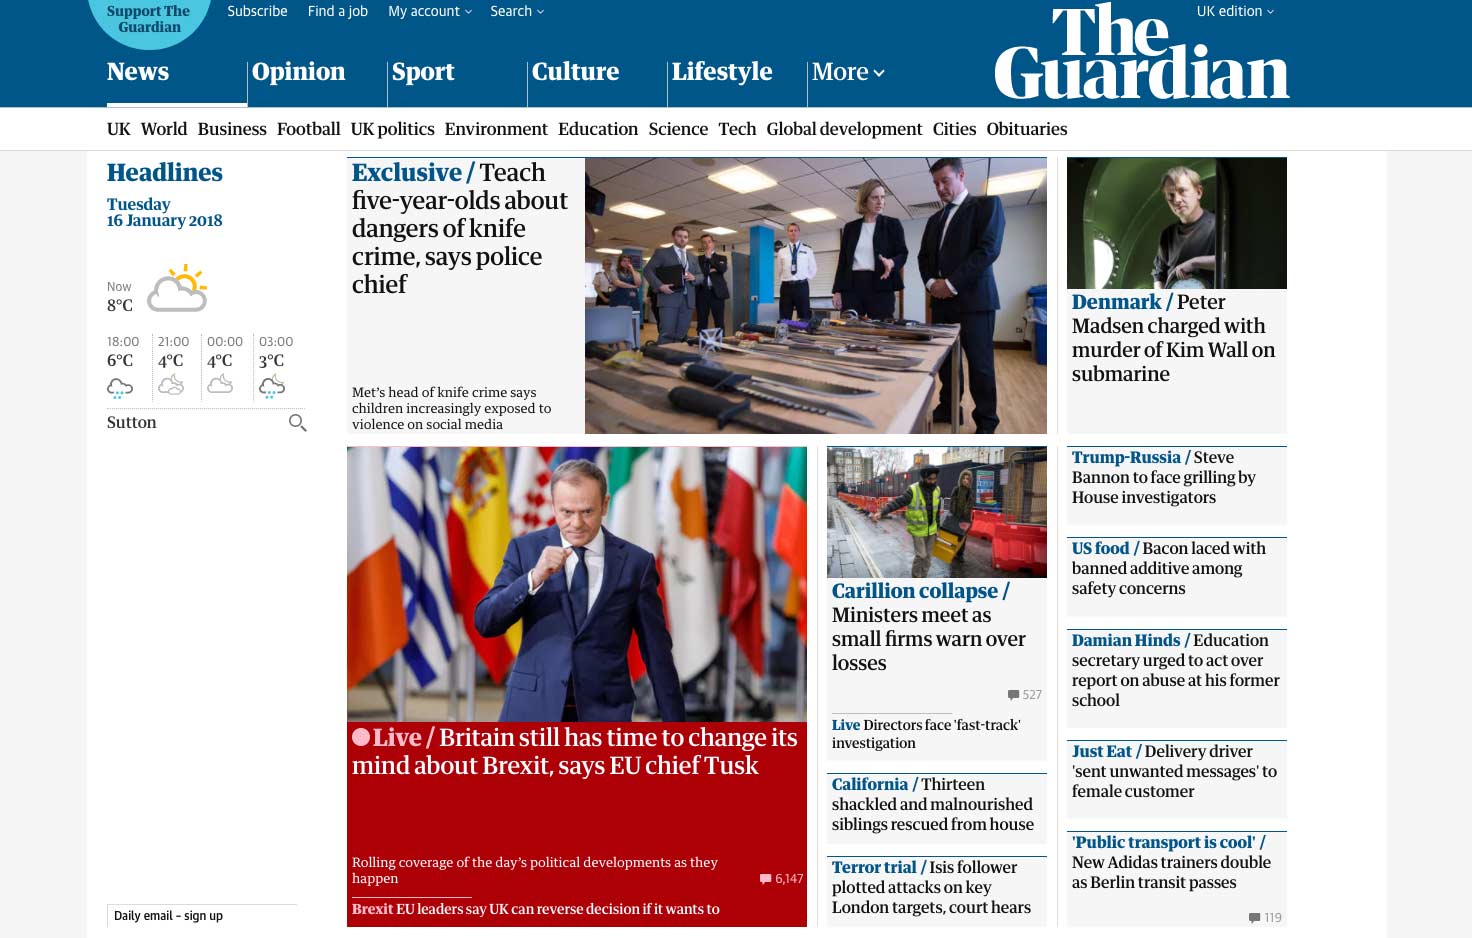 Support The
Guardian
Subscribe Find a job My account Search UK edition
The
Guardian
News Opinion Sport Culture Lifestyle More
UK World Business Football UK politics Environment Education Science Tech Global development Cities Obituaries
Headlines
Tuesday
16 January 2018
Now
8°C
18:00 21:00 00:00 03:00
6°C 4°C 4°C 3°C
Sutton
Exclusive / Teach
five-year-olds about
dangers of knife
crime, says police
chief
Met's head of knife crime says
children increasingly exposed to
violence on social media
Denmark / Peter
Madsen charged with
murder of Kim Wall on
submarine
Live / Britain still has time to change its
mind about Brexit, says EU chief Tusk
Rolling coverage of the day's political developments as they
happen
6,147
Brexit EU leaders say UK can reverse decision if it wants to
Carillion collapse /
Ministers meet as
small firms warn over
losses
527
Live Directors face 'fast-track'
investigation
California / Thirteen
shackled and malnourished
siblings rescued from house
Terror trial / Isis follower
plotted attacks on key
London targets, court hears
Trump-Russia / Steve
Bannon to face grilling by
House investigators
US food / Bacon laced with
banned additive among
safety concerns
Damian Hinds / Education
secretary urged to act over
report on abuse at his former
school
Just Eat / Delivery driver
'sent unwanted messages' to
female customer
'Public transport is cool' /
New Adidas trainers double
as Berlin transit passes
119
Daily email – sign up